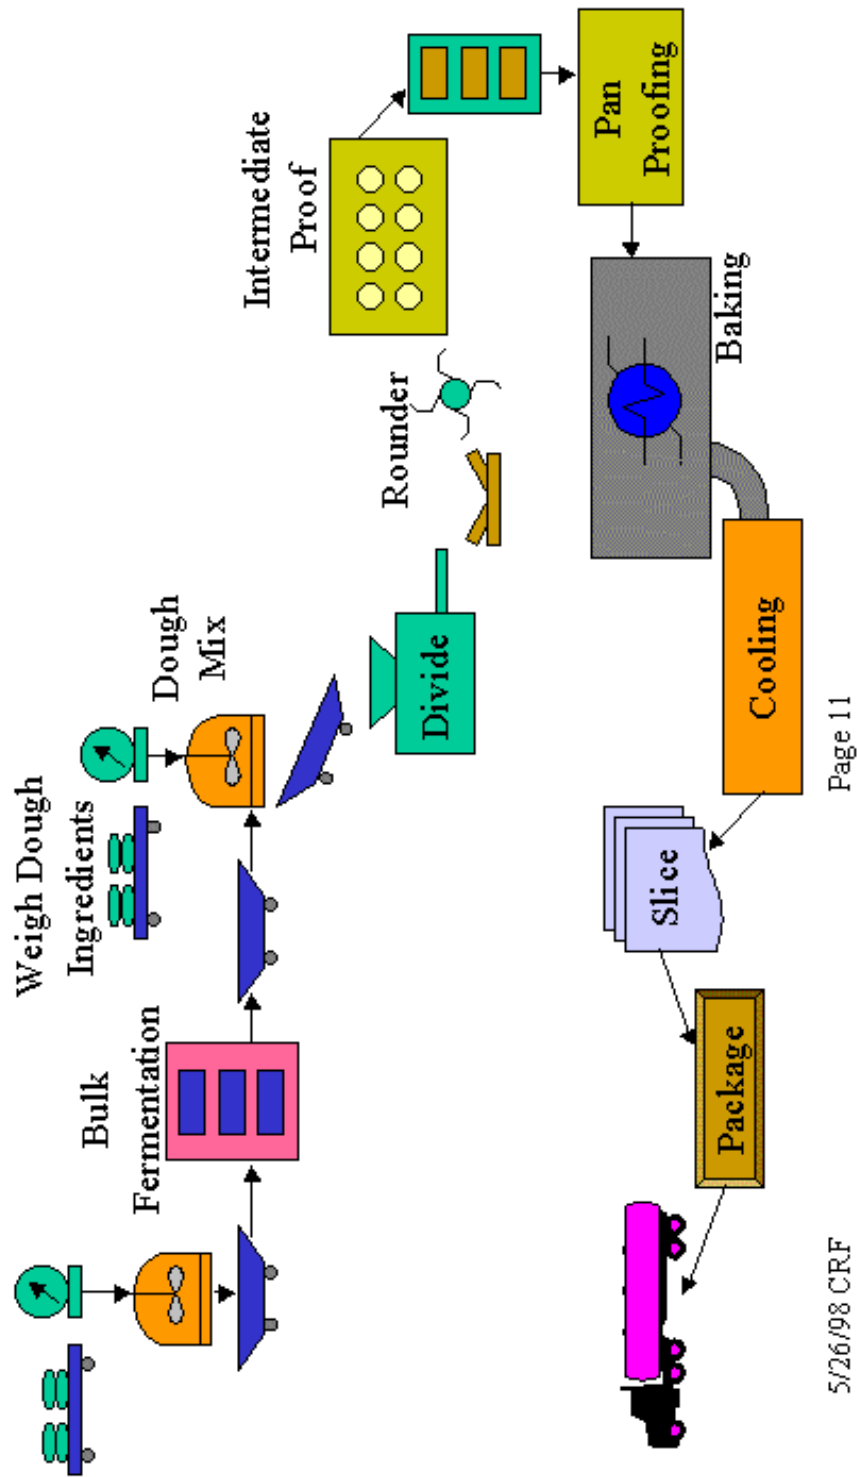 Weigh Dough
Ingredients
Dough
Mix
Bulk
Fermentation
Divide
Rounder
Intermediate
Proof
Pan
Proofing
Baking
Cooling
Slice
Package
5/26/98 CRF
Page 11